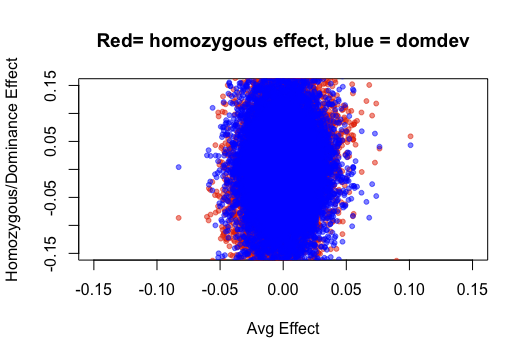 Red= homozygous effect, blue = domdev
Homozygous/Dominance Effect
0.15
0.05
-0.05
-0.15
-0.15 -0.10 -0.05 0.00 0.05 0.10 0.15
Avg Effect